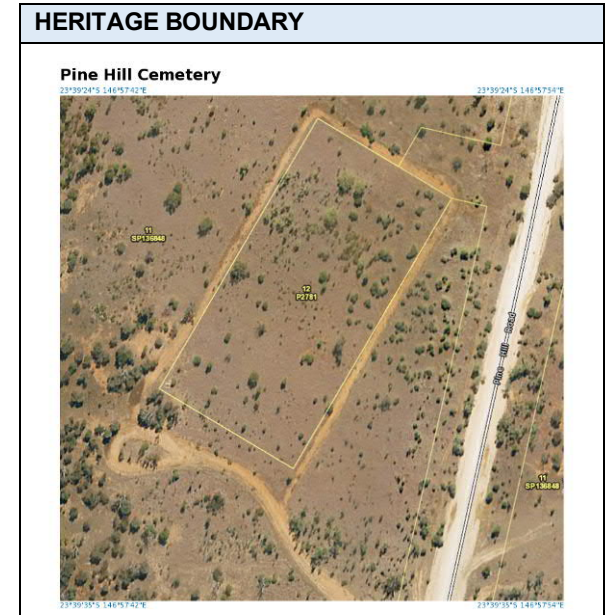 HERITAGE BOUNDARY
Pine Hill Cemetery
23°39'24"S 146°57'42"E 23°39'24"S 146°57'54"E
11
SP136848
12
P2781
Pine Hill Road
11
SP136848
23°39'35"S 146°57'42"E 23°39'35"S 146°57'54"E